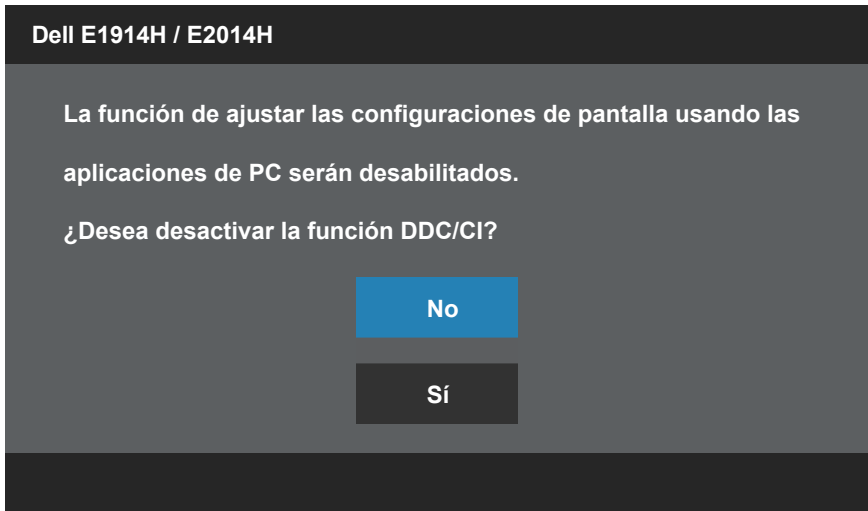 Dell E1914H / E2014H
La función de ajustar las configuraciones de pantalla usando las
aplicaciones de PC serán desabilitados.
¿Desea desactivar la función DDC/CI?
No
Sí